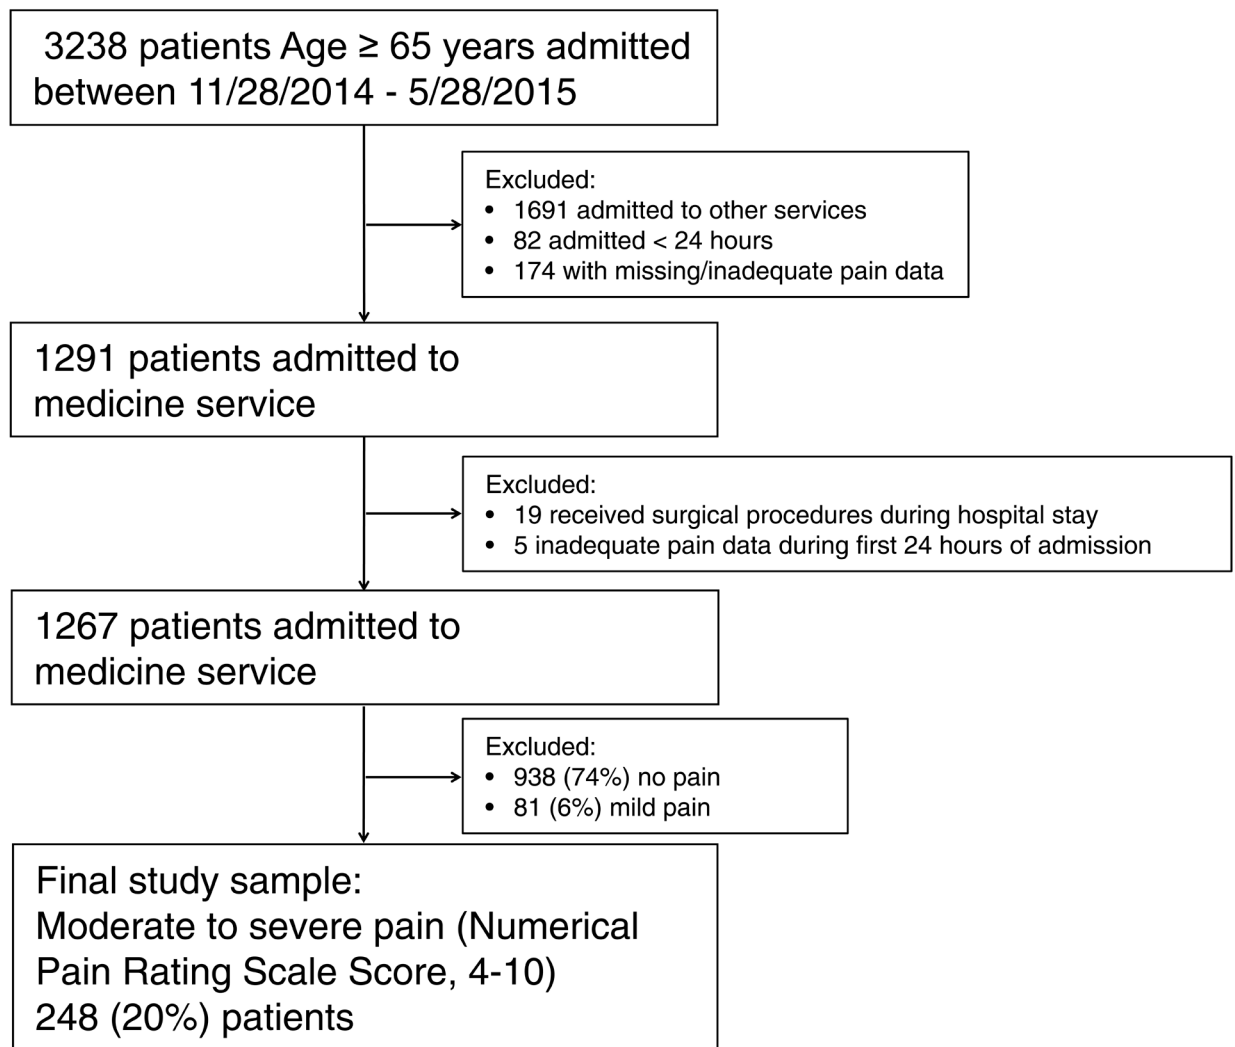 3238 patients Age ≥ 65 years admitted
between 11/28/2014 - 5/28/2015
Excluded:
• 1691 admitted to other services
• 82 admitted < 24 hours
• 174 with missing/inadequate pain data
1291 patients admitted to
medicine service
Excluded:
• 19 received surgical procedures during hospital stay
• 5 inadequate pain data during first 24 hours of admission
1267 patients admitted to
medicine service
Excluded:
• 938 (74%) no pain
• 81 (6%) mild pain
Final study sample:
Moderate to severe pain (Numerical
Pain Rating Scale Score, 4-10)
248 (20%) patients